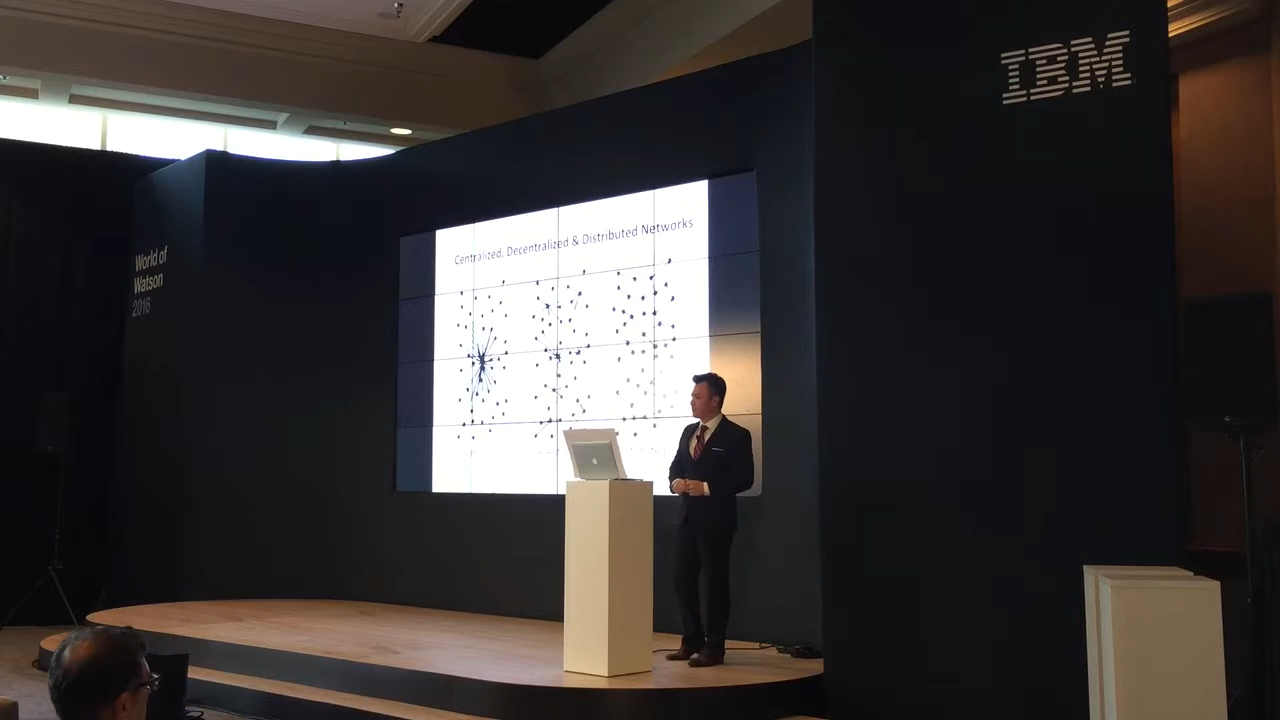 IBM
World of
Watson
2016
Centralized, Decentralized & Distributed Networks